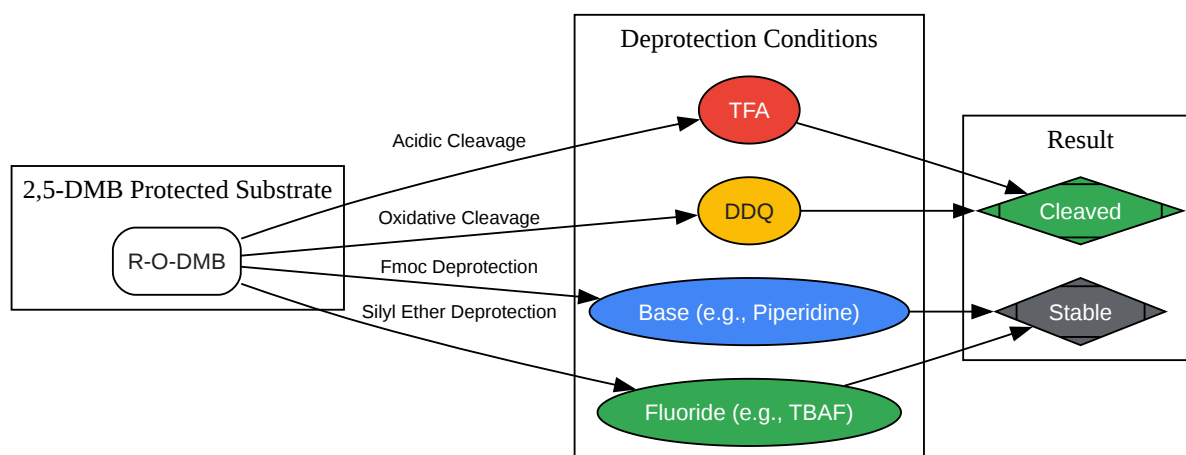 Deprotection Conditions
TFA
Acidic Cleavage
Result
2,5-DMB Protected Substrate
Oxidative Cleavage
DDQ
Cleaved
R-O-DMB
Fmoc Deprotection
Silyl Ether Deprotection
Base (e.g., Piperidine)
Stable
Fluoride (e.g., TBAF)